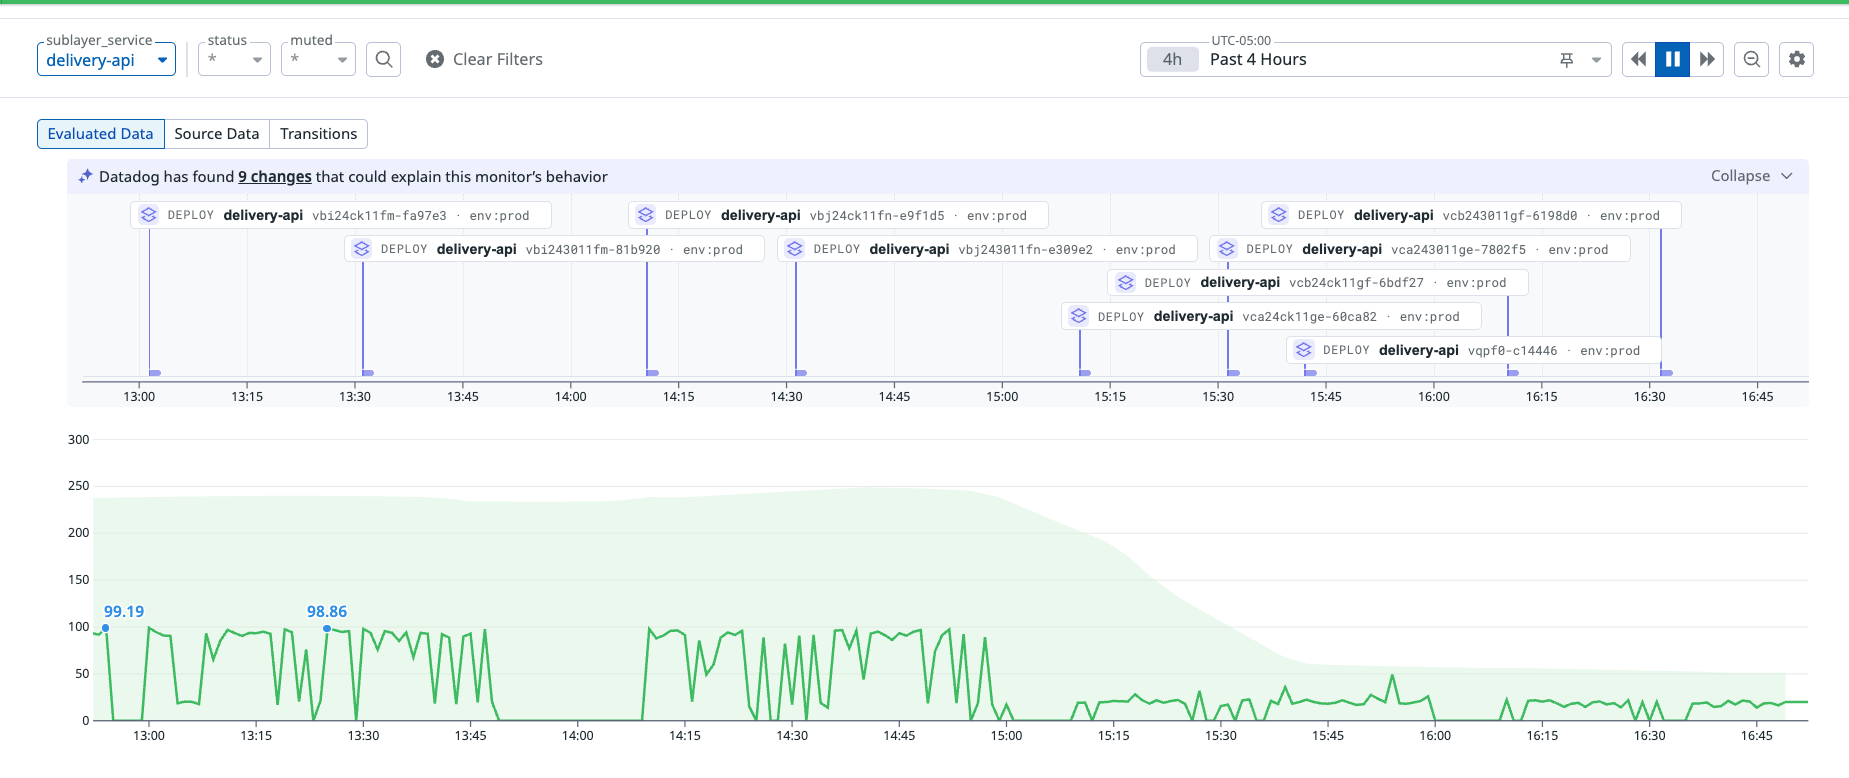 sublayer_service
delivery-api
status
*
muted
*
Clear Filters
UTC-05:00
4h Past 4 Hours
Evaluated Data Source Data Transitions
Datadog has found 9 changes that could explain this monitor's behavior
Collapse
DEPLOY delivery-api vbi24ck11fm-fa97e3 · env:prod
DEPLOY delivery-api vbj24ck11fn-e9f1d5 · env:prod
DEPLOY delivery-api vcb243011gf-6198d0 · env:prod
DEPLOY delivery-api vbi243011fm-81b920 · env:prod
DEPLOY delivery-api vbj243011fn-e309e2 · env:prod
DEPLOY delivery-api vca243011ge-7802f5 · env:prod
DEPLOY delivery-api vcb24ck11gf-6bdf27 · env:prod
DEPLOY delivery-api vca24ck11ge-60ca82 · env:prod
DEPLOY delivery-api vqpf0-c14446 · env:prod
13:00 13:15 13:30 13:45 14:00 14:15 14:30 14:45 15:00 15:15 15:30 15:45 16:00 16:15 16:30 16:45
300
250
200
150
100
50
0
99.19
98.86
13:00 13:15 13:30 13:45 14:00 14:15 14:30 14:45 15:00 15:15 15:30 15:45 16:00 16:15 16:30 16:45